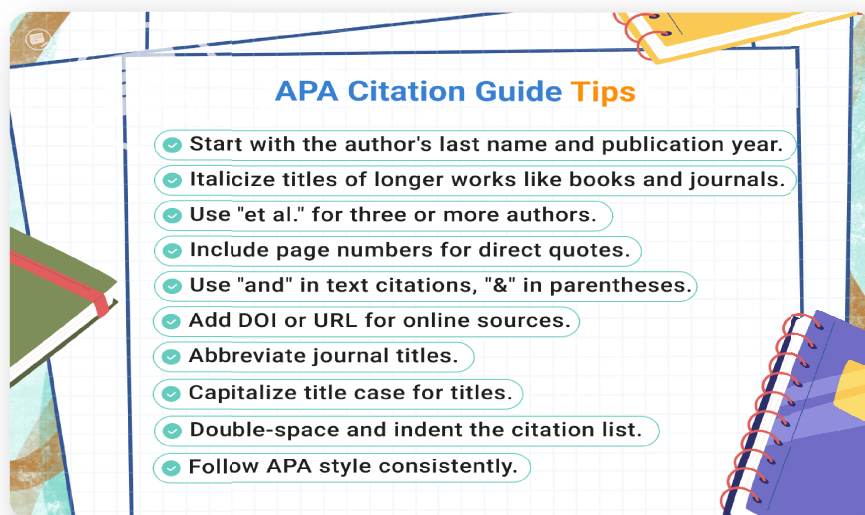 APA Citation Guide Tips
Start with the author's last name and publication year.
Italicize titles of longer works like books and journals.
Use "et al." for three or more authors.
Include page numbers for direct quotes.
Use "and" in text citations, "&" in parentheses.
Add DOI or URL for online sources.
Abbreviate journal titles.
Capitalize title case for titles.
Double-space and indent the citation list.
Follow APA style consistently.